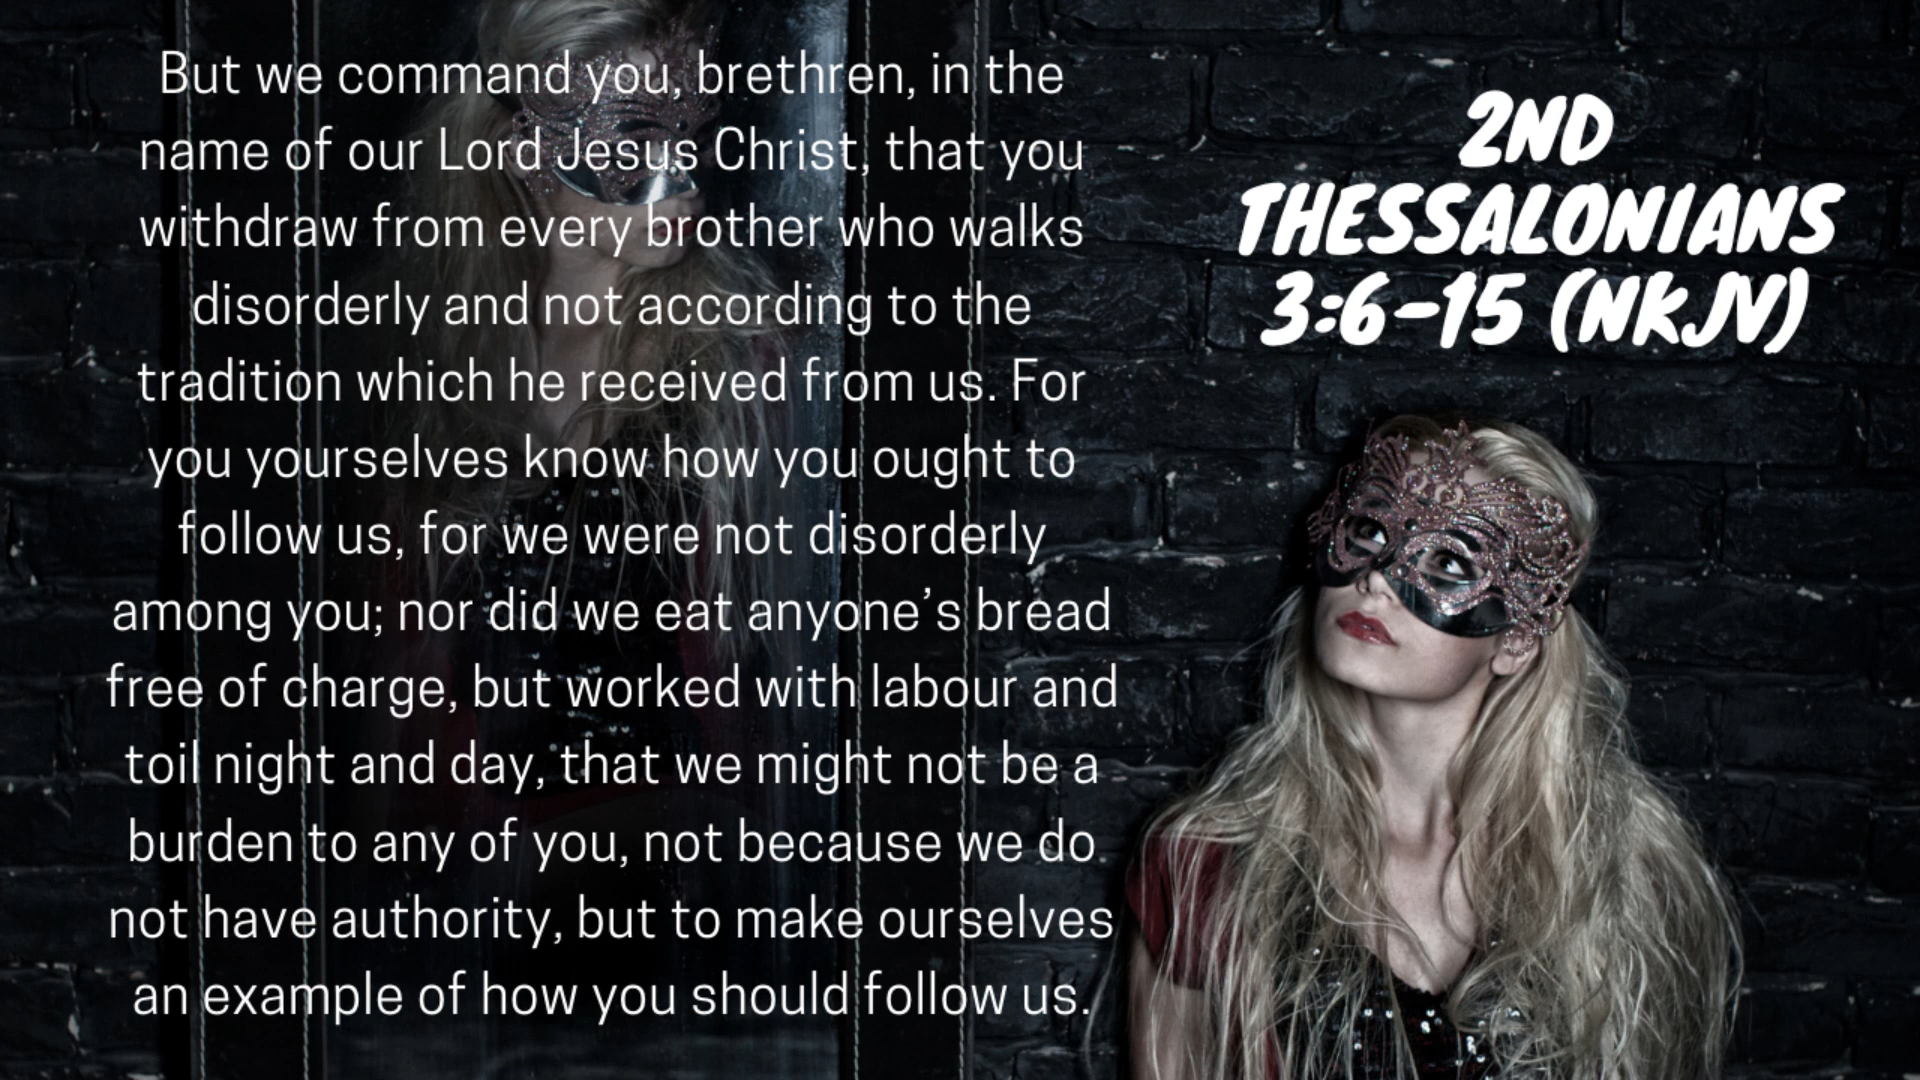 But we command you, brethren, in the
name of our Lord Jesus Christ, that you
withdraw from every brother who walks
disorderly and not according to the
tradition which he received from us. For
you yourselves know how you ought to
follow us, for we were not disorderly
among you; nor did we eat anyone’s bread
free of charge, but worked with labour and
toil night and day, that we might not be a
burden to any of you, not because we do
not have authority, but to make ourselves
an example of how you should follow us.
2ND
THESSALONIANS
3:6-15 (NKJV)